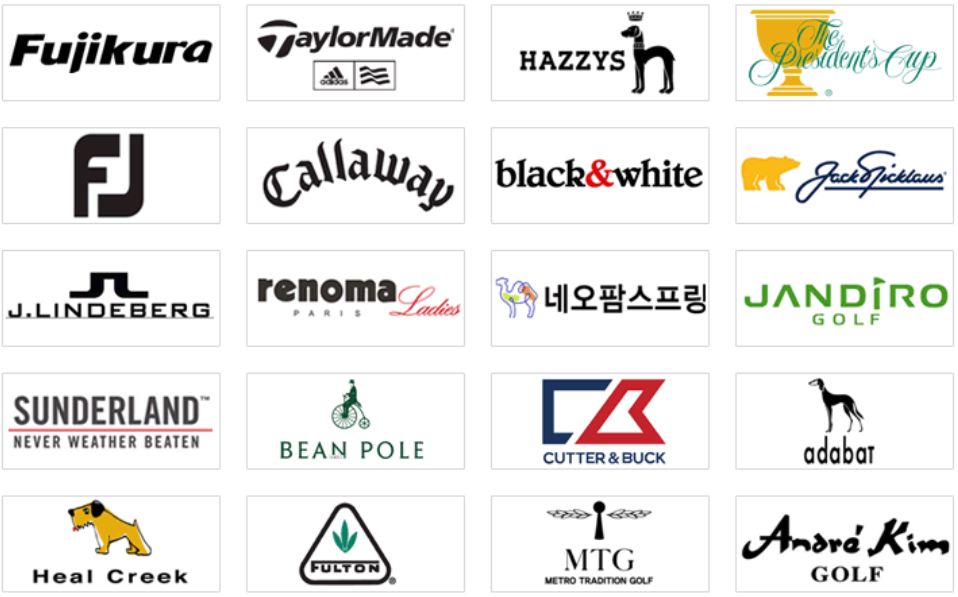 Fujikura
TaylorMade
adidas
HAZZYS
The
Presidents Cup
FJ
Callaway
black&white
Jack Nicklaus
J.LINDEBERG
renoma
PARIS
Ladies
네오팜스프링
JANDIRO
GOLF
SUNDERLAND™
NEVER WEATHER BEATEN
BEAN POLE
CUTTER & BUCK
adabat
Heal Creek
FULTON®
MTG
METRO TRADITION GOLF
André Kim
GOLF